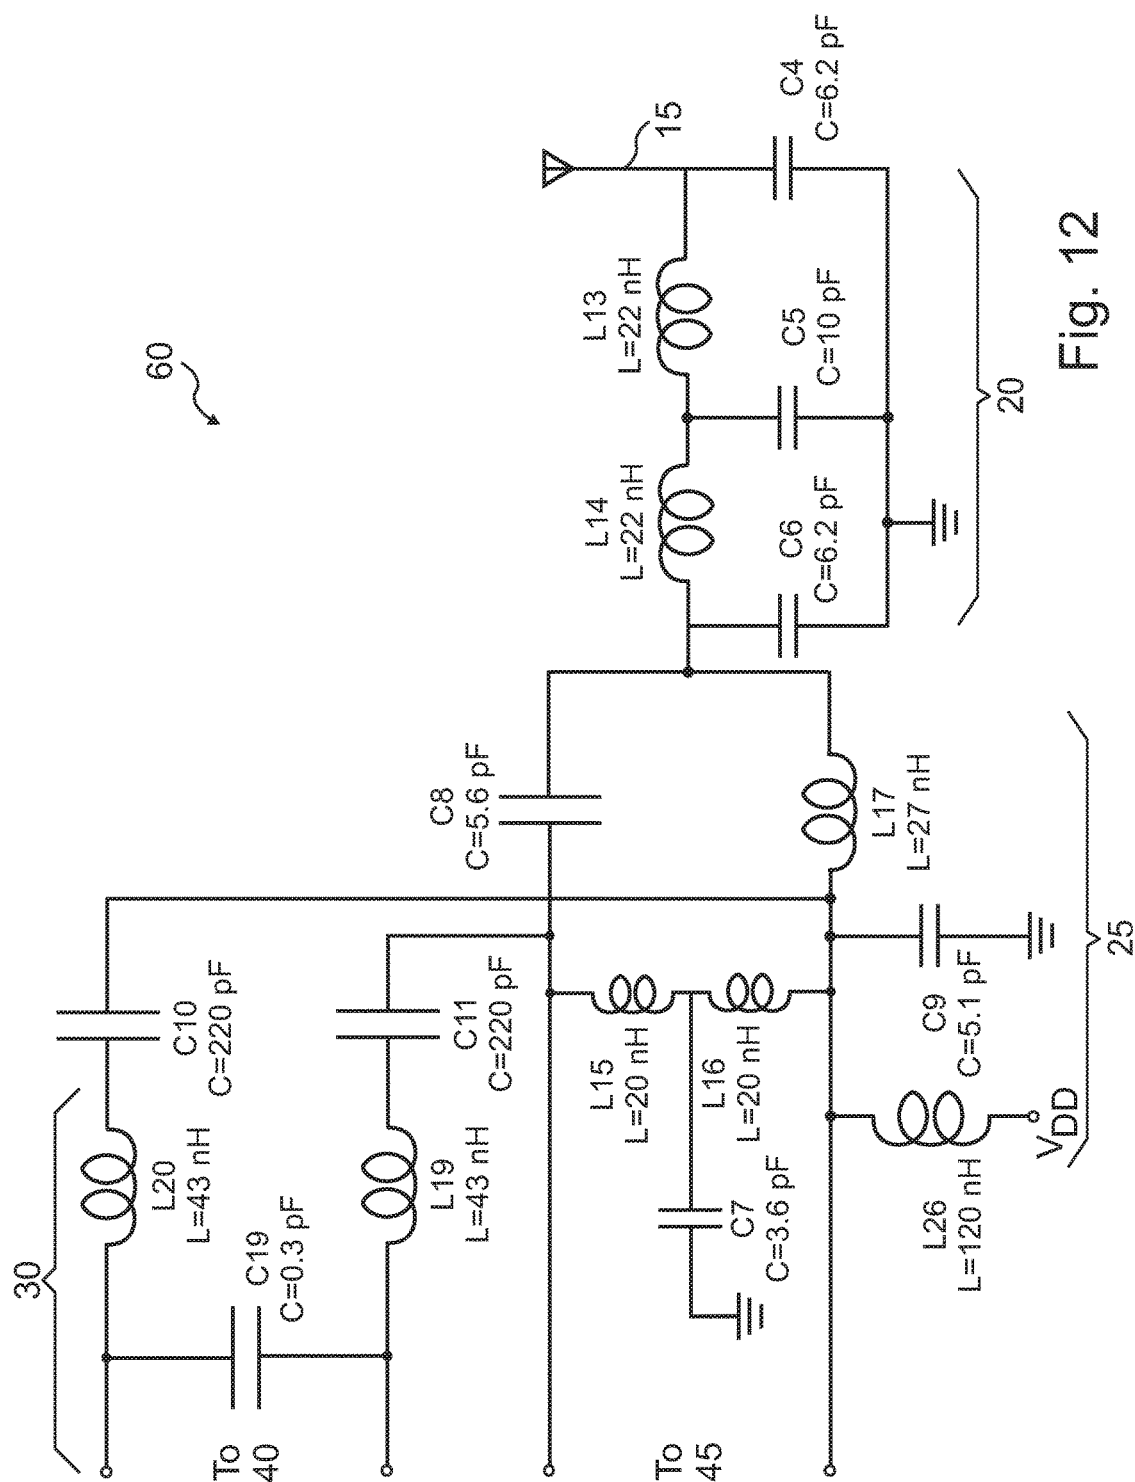 60
15
C4
C=6.2 pF
L13
L=22 nH
C5
C=10 pF
L14
L=22 nH
C6
C=6.2 pF
20
Fig. 12
C8
C=5.6 pF
L17
L=27 nH
C10
C=220 pF
C11
C=220 pF
L15
L=20 nH
L16
L=20 nH
C9
C=5.1 pF
25
30
L20
L=43 nH
C19
C=0.3 pF
L19
L=43 nH
C7
C=3.6 pF
L26
L=120 nH
VDD
To
40
To
45